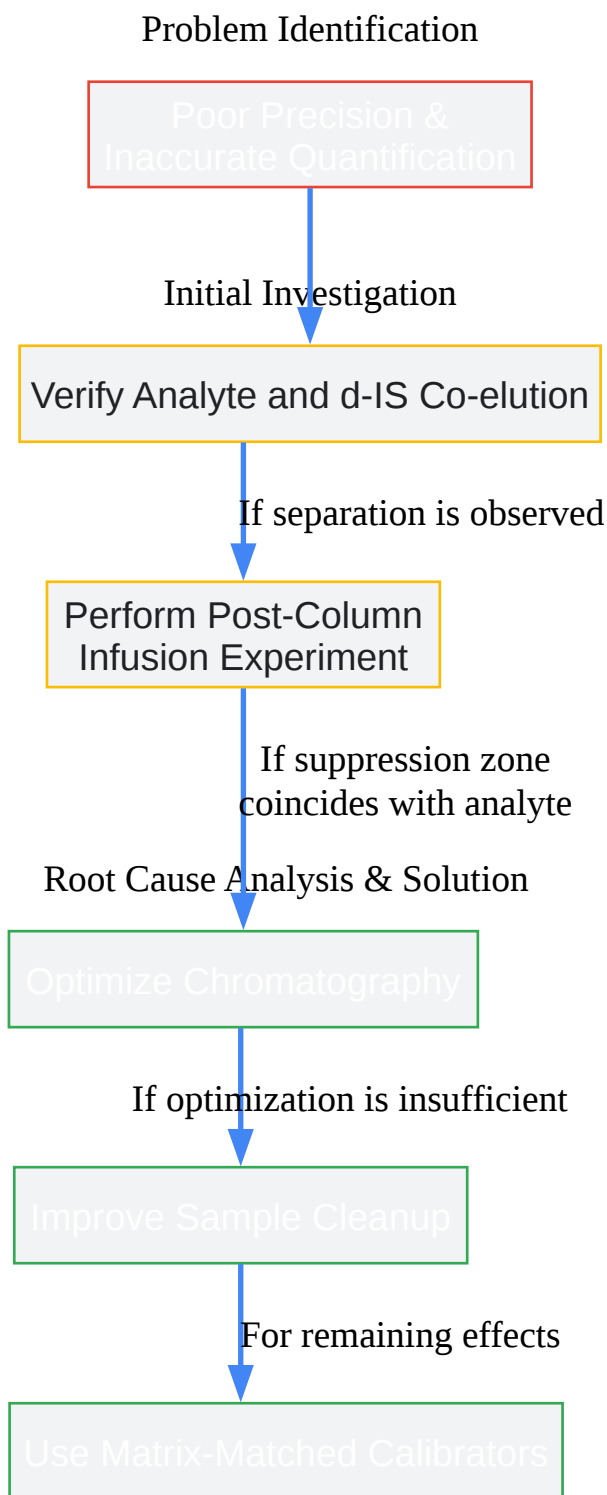 Problem Identification
Poor Precision &
Inaccurate Quantification
Initial Investigation
Verify Analyte and d-IS Co-elution
If separation is observed
Perform Post-Column
Infusion Experiment
If suppression zone
coincides with analyte
Root Cause Analysis & Solution
Optimize Chromatography
If optimization is insufficient
Improve Sample Cleanup
For remaining effects
Use Matrix-Matched Calibrators